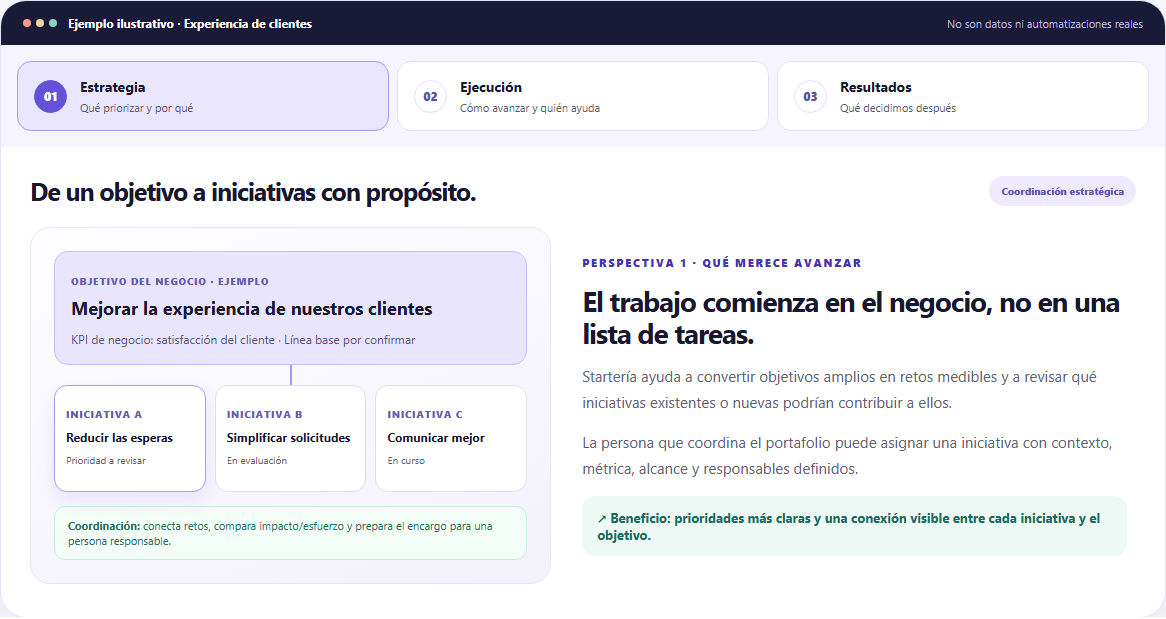 Ejemplo ilustrativo · Experiencia de clientes
No son datos ni automatizaciones reales
01
Estrategia
Qué priorizar y por qué
02
Ejecución
Cómo avanzar y quién ayuda
03
Resultados
Qué decidimos después
De un objetivo a iniciativas con propósito.
Coordinación estratégica
OBJETIVO DEL NEGOCIO · EJEMPLO
Mejorar la experiencia de nuestros clientes
KPI de negocio: satisfacción del cliente · Línea base por confirmar
INICIATIVA A
Reducir las esperas
Prioridad a revisar
INICIATIVA B
Simplificar solicitudes
En evaluación
INICIATIVA C
Comunicar mejor
En curso
Coordinación: conecta retos, compara impacto/esfuerzo y prepara el encargo para una
persona responsable.
PERSPECTIVA 1 · QUÉ MERECE AVANZAR
El trabajo comienza en el negocio, no en una
lista de tareas.
Startería ayuda a convertir objetivos amplios en retos medibles y a revisar qué
iniciativas existentes o nuevas podrían contribuir a ellos.
La persona que coordina el portafolio puede asignar una iniciativa con contexto,
métrica, alcance y responsables definidos.
↗ Beneficio: prioridades más claras y una conexión visible entre cada iniciativa y el
objetivo.